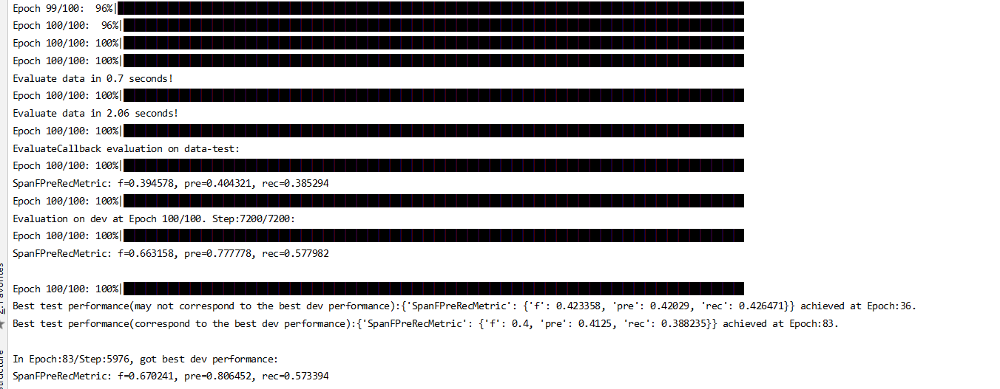 Epoch 99/100:  96%|
Epoch 100/100:  96%|
Epoch 100/100: 100%|
Epoch 100/100: 100%|
Evaluate data in 0.7 seconds!
Epoch 100/100: 100%|
Evaluate data in 2.06 seconds!
Epoch 100/100: 100%|
EvaluateCallback evaluation on data-test:
Epoch 100/100: 100%|
SpanFPreRecMetric: f=0.394578, pre=0.404321, rec=0.385294
Epoch 100/100: 100%|
Evaluation on dev at Epoch 100/100. Step:7200/7200:
Epoch 100/100: 100%|
SpanFPreRecMetric: f=0.663158, pre=0.777778, rec=0.577982
Epoch 100/100: 100%|
Best test performance(may not correspond to the best dev performance):{'SpanFPreRecMetric': {'f': 0.423358, 'pre': 0.42029, 'rec': 0.426471}} achieved at Epoch:36.
Best test performance(correspond to the best dev performance):{'SpanFPreRecMetric': {'f': 0.4, 'pre': 0.4125, 'rec': 0.388235}} achieved at Epoch:83.
In Epoch:83/Step:5976, got best dev performance:
SpanFPreRecMetric: f=0.670241, pre=0.806452, rec=0.573394